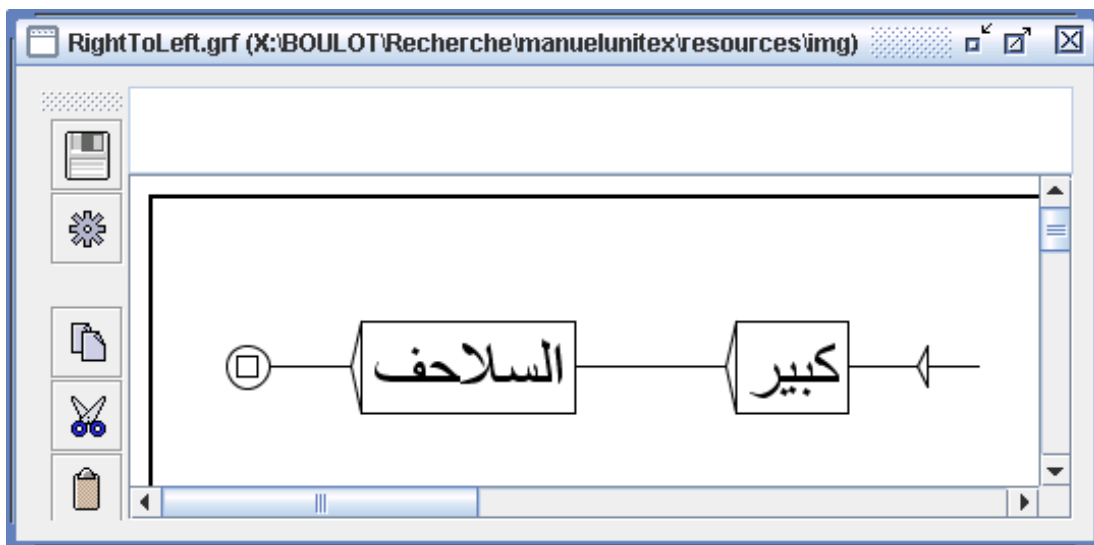 RightToLeft.grf (X:\BOULOT\Recherche\manuelunitex\resources\img)
كبير السلاحف